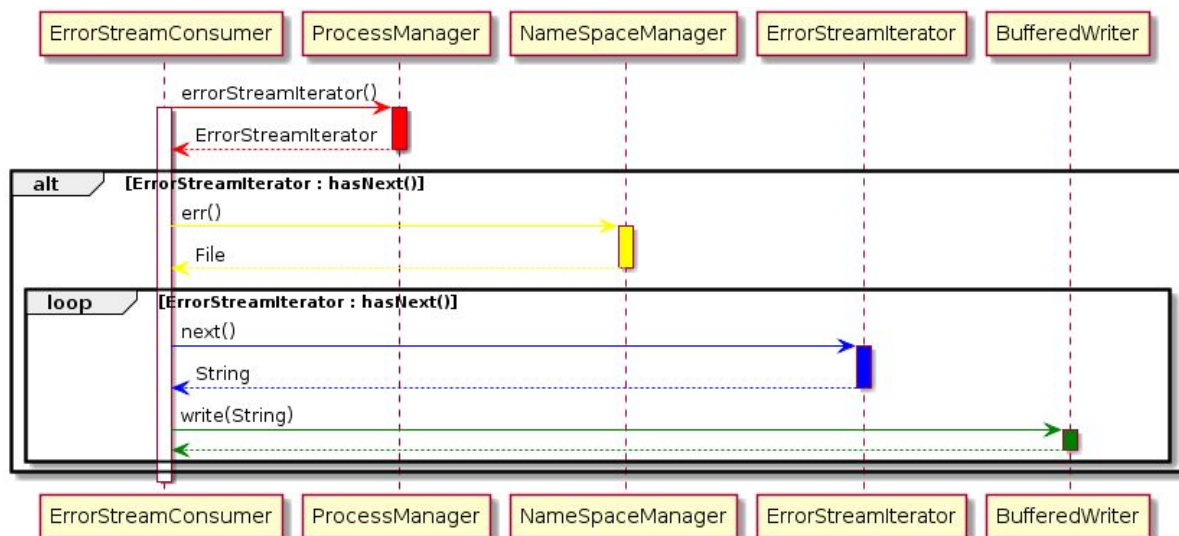 ErrorStreamConsumer ProcessManager NameSpaceManager ErrorStreamIterator BufferedWriter
errorStreamIterator()
ErrorStreamIterator
alt [ErrorStreamIterator : hasNext()]
err()
File
loop [ErrorStreamIterator : hasNext()]
next()
String
write(String)
ErrorStreamConsumer ProcessManager NameSpaceManager ErrorStreamIterator BufferedWriter